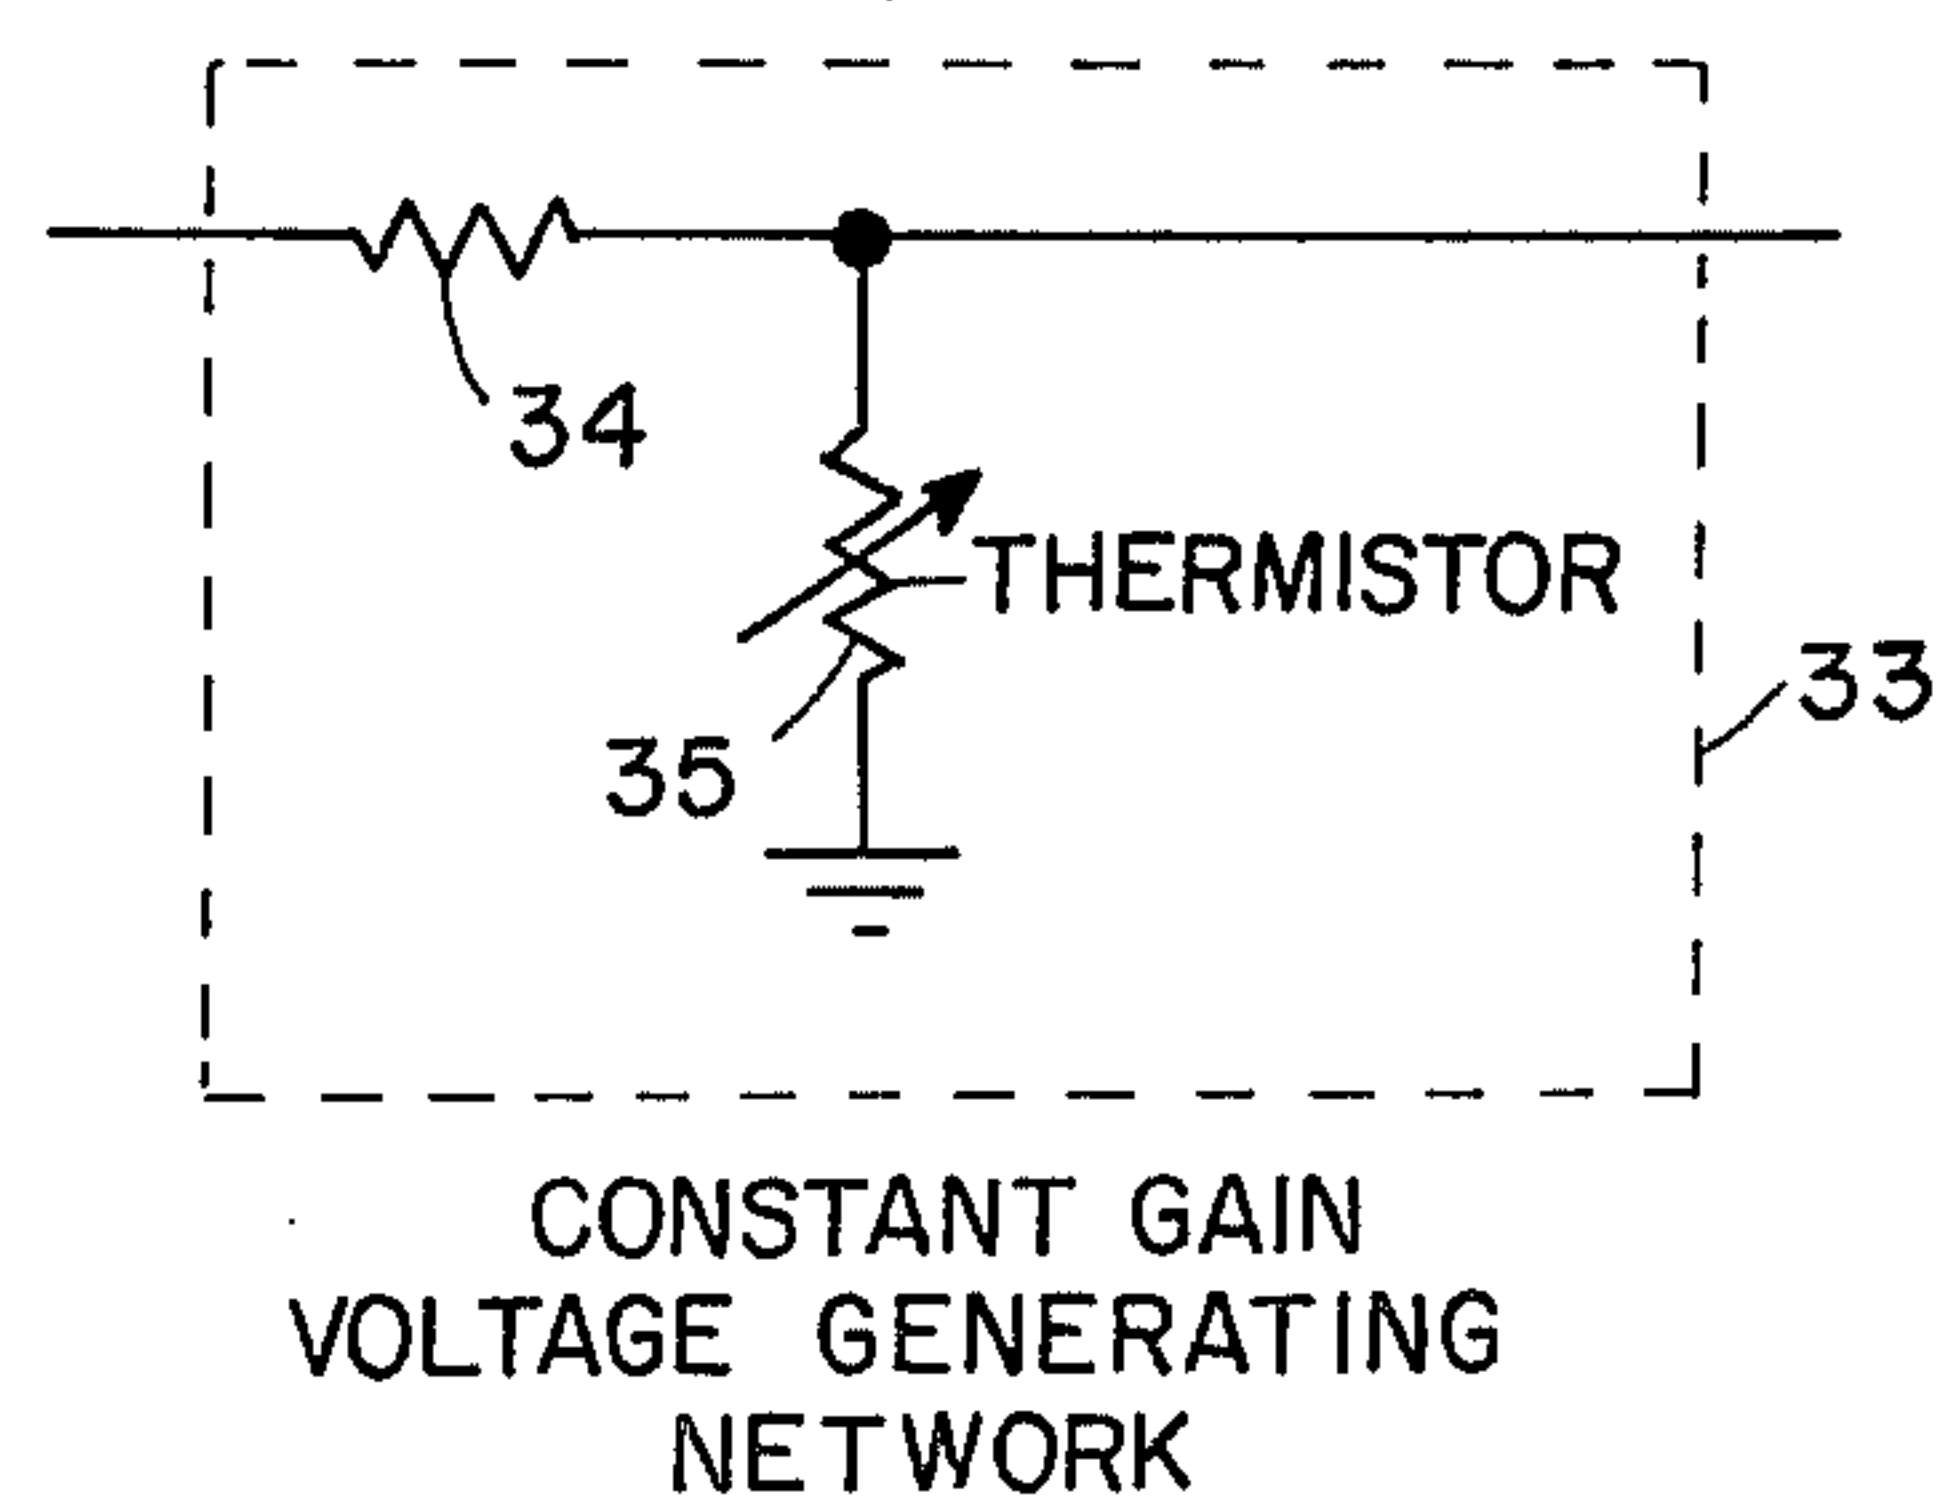 34
THERMISTOR
33
35
CONSTANT GAIN
VOLTAGE GENERATING
NETWORK